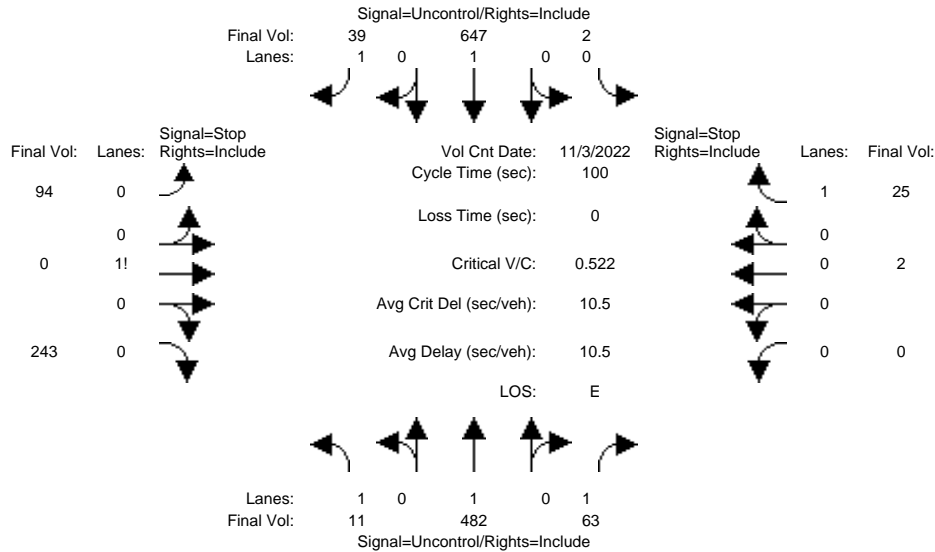 Signal=Uncontrol/Rights=Include
Final Vol: 39 647 2
Lanes: 1 0 1 0 0
Signal=Stop
Final Vol: Lanes: Rights=Include
Vol Cnt Date: 11/3/2022
Signal=Stop
Rights=Include Lanes: Final Vol:
Cycle Time (sec): 100
94 0
1 25
Loss Time (sec): 0
0
0
0 1!
Critical V/C: 0.522
0 2
0
Avg Crit Del (sec/veh): 10.5
0
243 0
Avg Delay (sec/veh): 10.5
0 0
LOS: E
Lanes: 1 0 1 0 1
Final Vol: 11 482 63
Signal=Uncontrol/Rights=Include